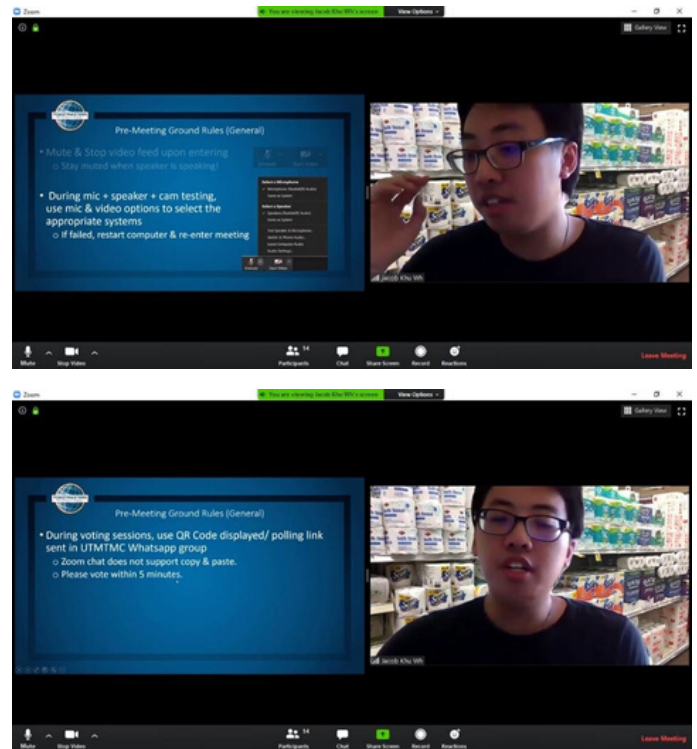 Zoom
You are viewing Jacob Khu Wh's screen
View Options
Gallery View
Pre-Meeting Ground Rules (General)
Mute & Stop video feed upon entering
Stay muted when speaker is speaking!
During mic + speaker + cam testing,
use mic & video options to select the
appropriate systems
If failed, restart computer & re-enter meeting
Select a Microphone
Select a Speaker
Jacob Khu Wh
Mute
Stop Video
Participants
14
Chat
Share Screen
Record
Reactions
Leave Meeting
Zoom
You are viewing Jacob Khu Wh's screen
View Options
Gallery View
Pre-Meeting Ground Rules (General)
During voting sessions, use QR Code displayed/ polling link
sent in UTMTMC Whatsapp group
Zoom chat does not support copy & paste.
Please vote within 5 minutes.
Jacob Khu Wh
Mute
Stop Video
Participants
14
Chat
Share Screen
Record
Reactions
Leave Meeting